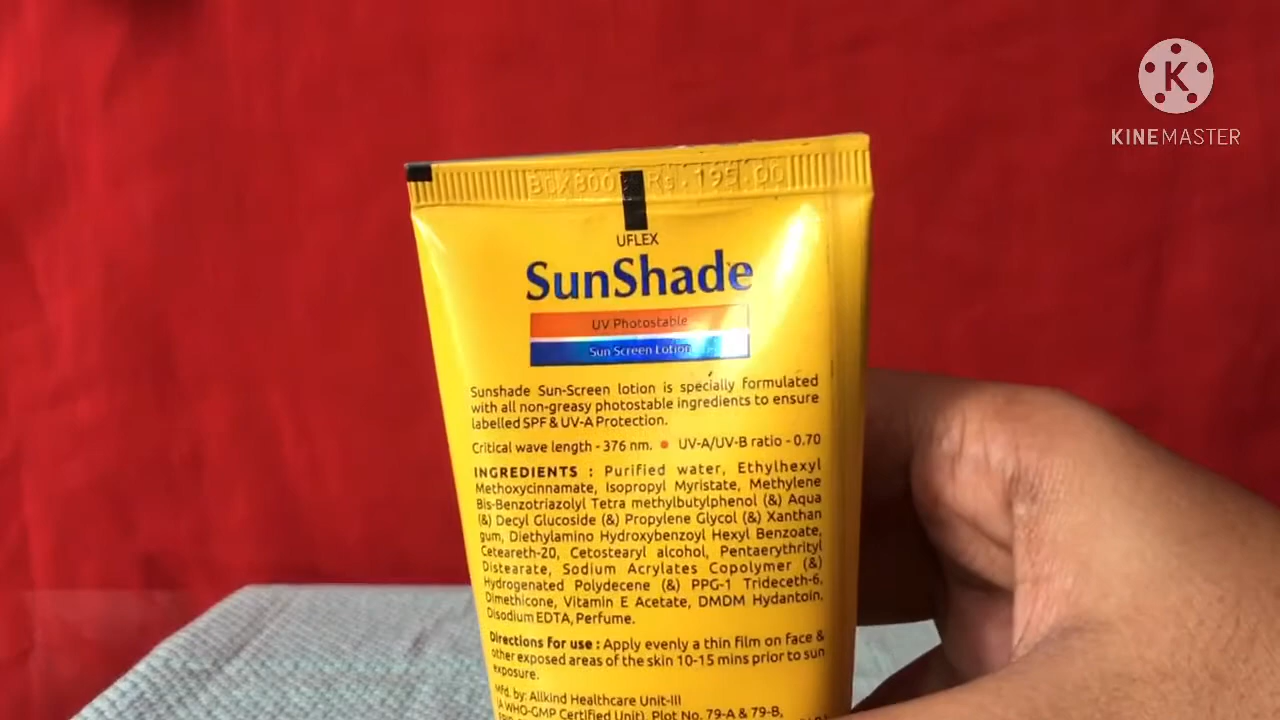 K
KINEMASTER
BCX800 Rs.195.00
UFLEX
SunShade
UV Photostable
Sun Screen Lotion
Sunshade Sun-Screen lotion is specially formulated
with all non-greasy photostable ingredients to ensure
labelled SPF & UV-A Protection.
Critical wave length - 376 nm. • UV-A/UV-B ratio - 0.70
INGREDIENTS : Purified water, Ethylhexyl
Methoxycinnamate, Isopropyl Myristate, Methylene
Bis-Benzotriazolyl Tetra methylbutylphenol (&) Aqua
(&) Decyl Glucoside (&) Propylene Glycol (&) Xanthan
gum, Diethylamino Hydroxybenzoyl Hexyl Benzoate,
Ceteareth-20, Cetostearyl alcohol, Pentaerythrityl
Distearate, Sodium Acrylates Copolymer (&)
Hydrogenated Polydecene (&) PPG-1 Trideceth-6,
Dimethicone, Vitamin E Acetate, DMDM Hydantoin,
Disodium EDTA, Perfume.
Directions for use : Apply evenly a thin film on face &
other exposed areas of the skin 10-15 mins prior to sun
exposure.
Mfd. by: Allkind Healthcare Unit-III
(A WHO-GMP Certified Unit), Plot No. 79-A & 79-B,